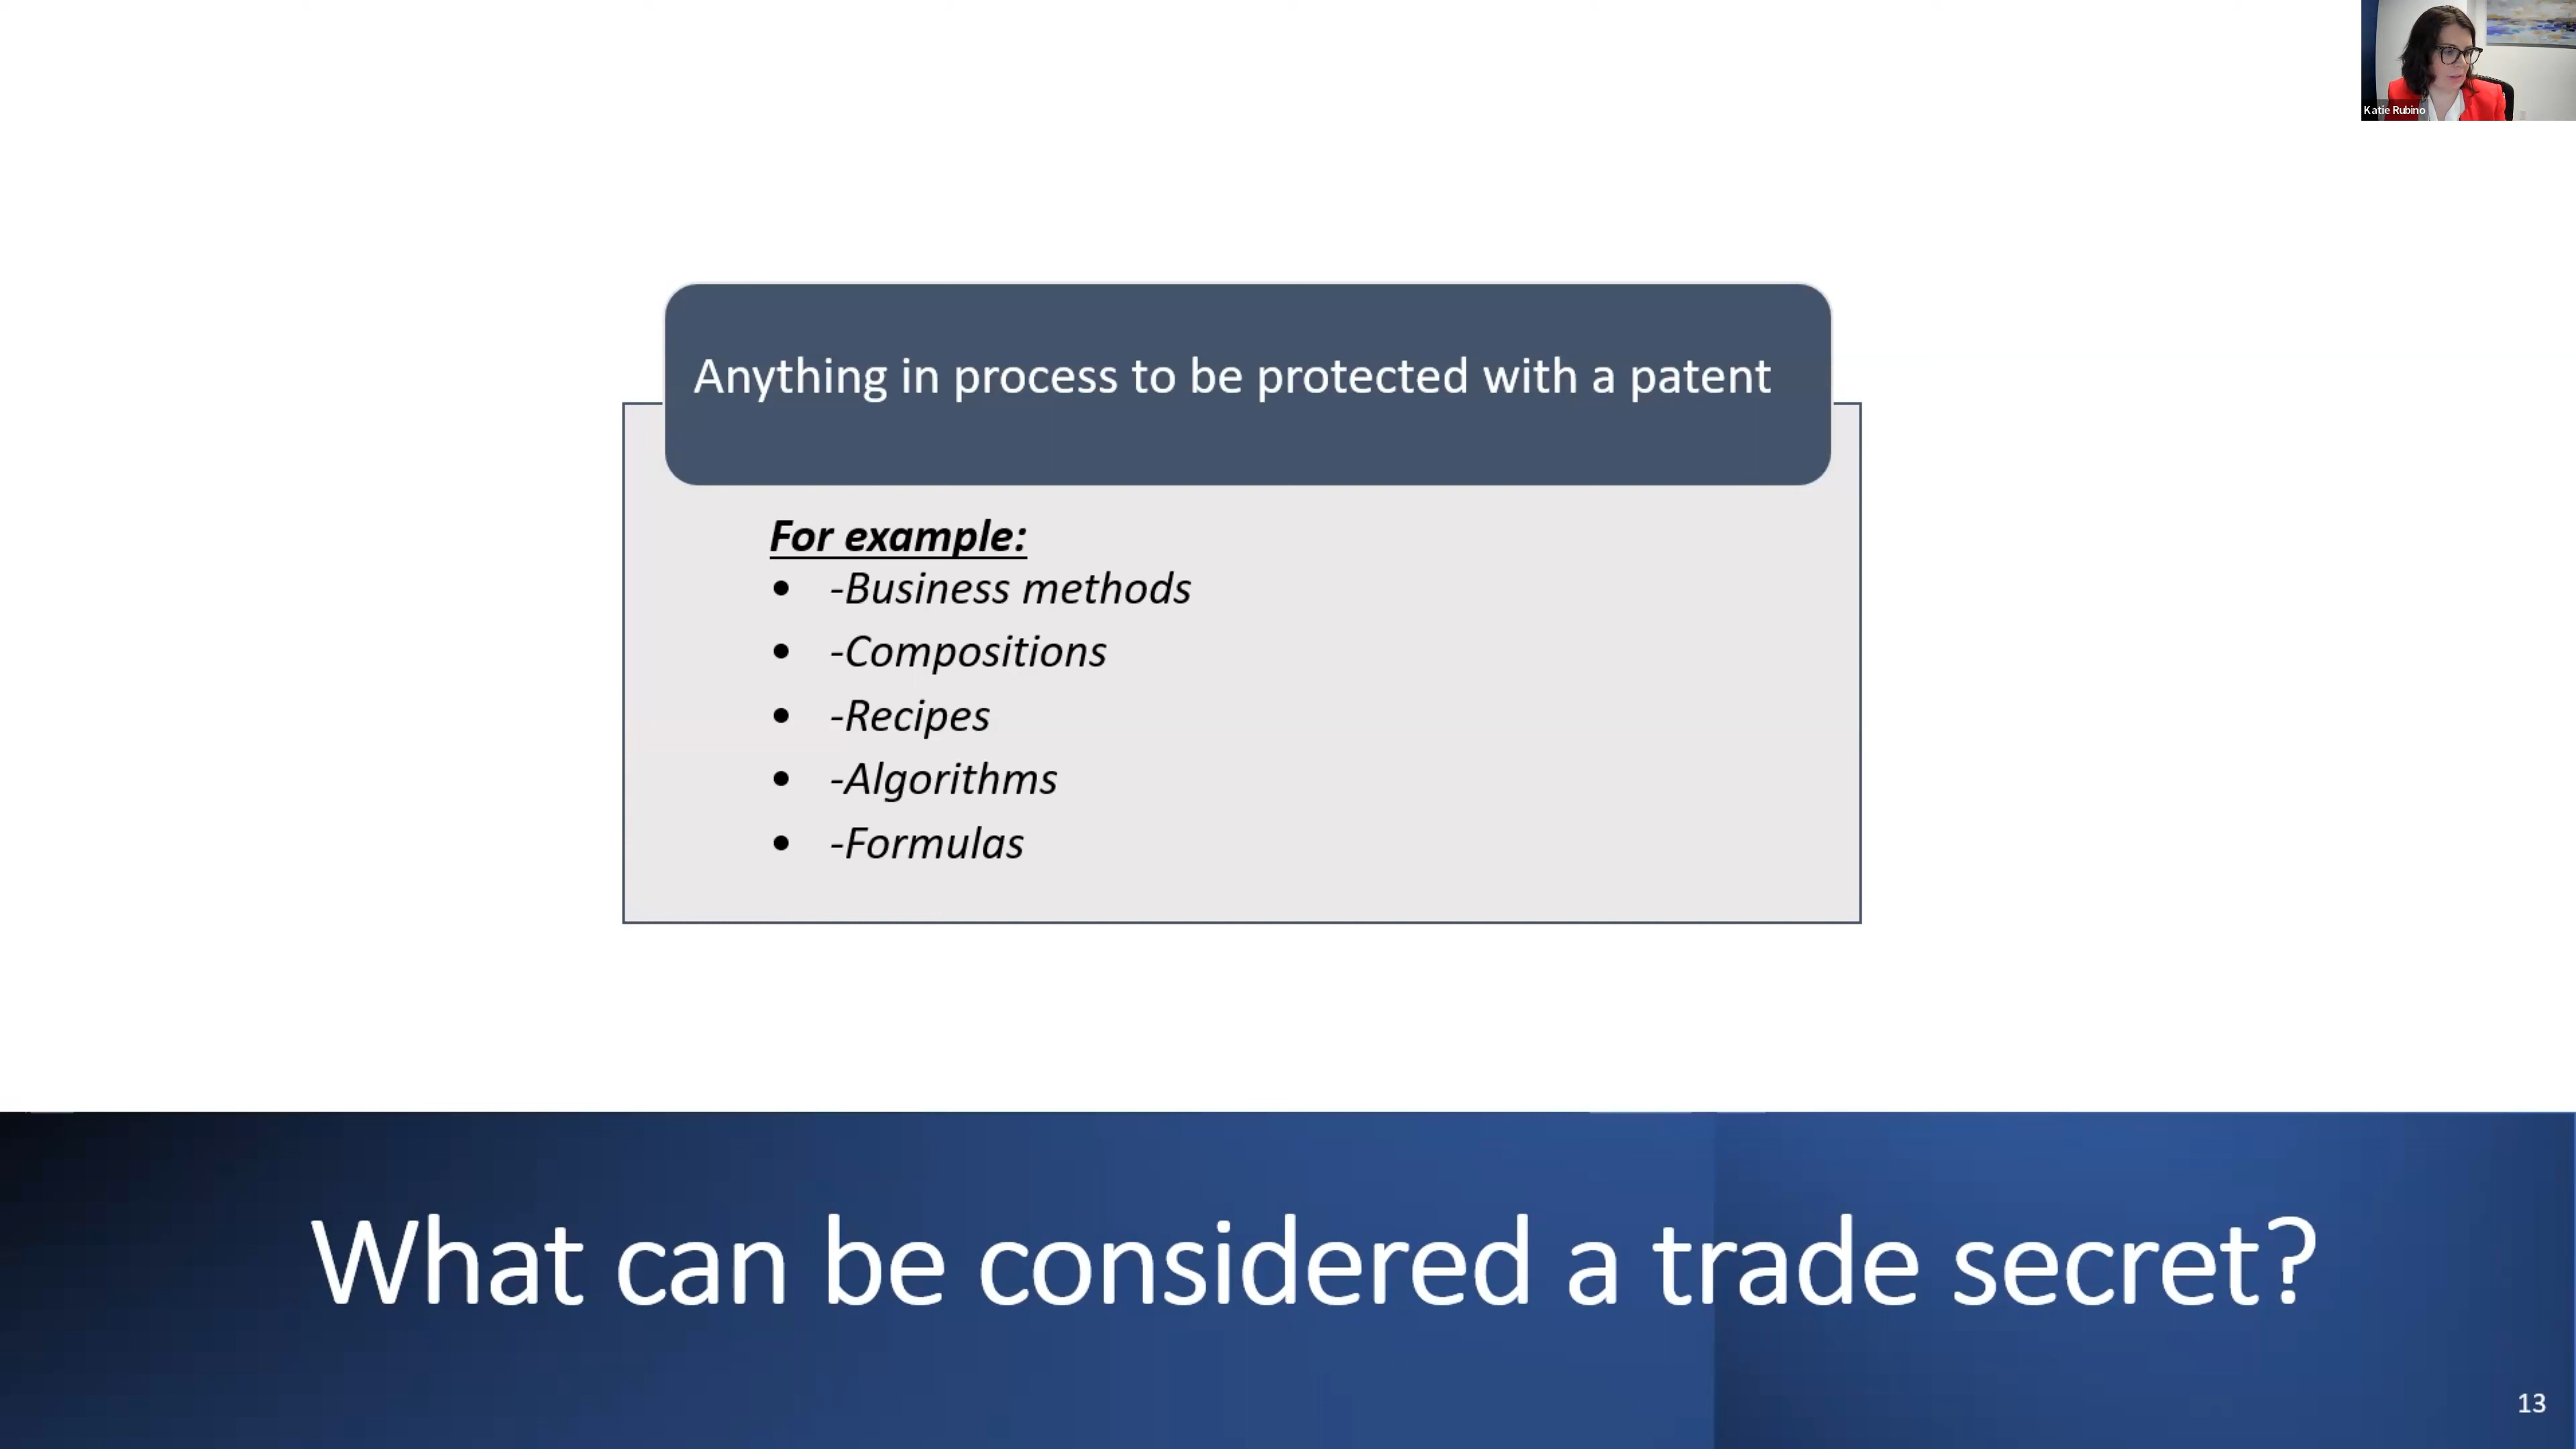 Katie Rubino
Anything in process to be protected with a patent
For example:
• -Business methods
• -Compositions
• -Recipes
• -Algorithms
• -Formulas
What can be considered a trade secret?
13